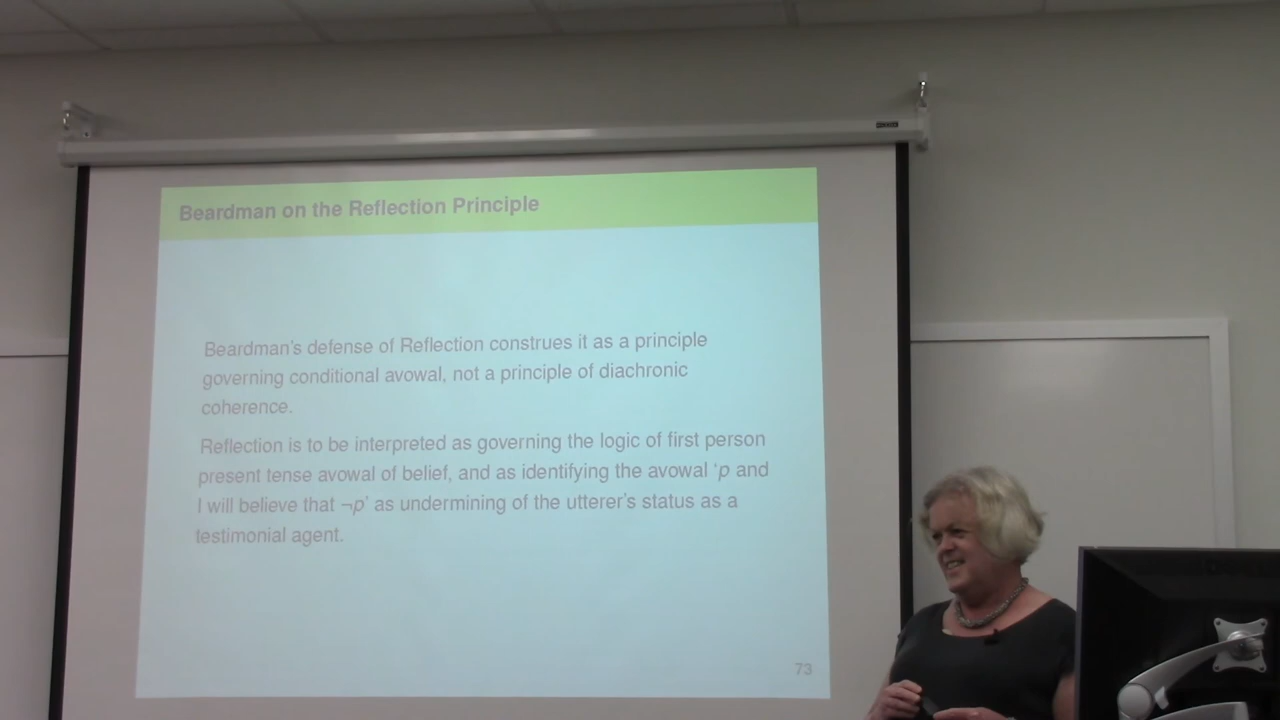 Beardman on the Reflection Principle
Beardman's defense of Reflection construes it as a principle
governing conditional avowal, not a principle of diachronic
coherence.
Reflection is to be interpreted as governing the logic of first person
present tense avowal of belief, and as identifying the avowal ‘p and
I will believe that ¬p’ as undermining of the utterer's status as a
testimonial agent.
73